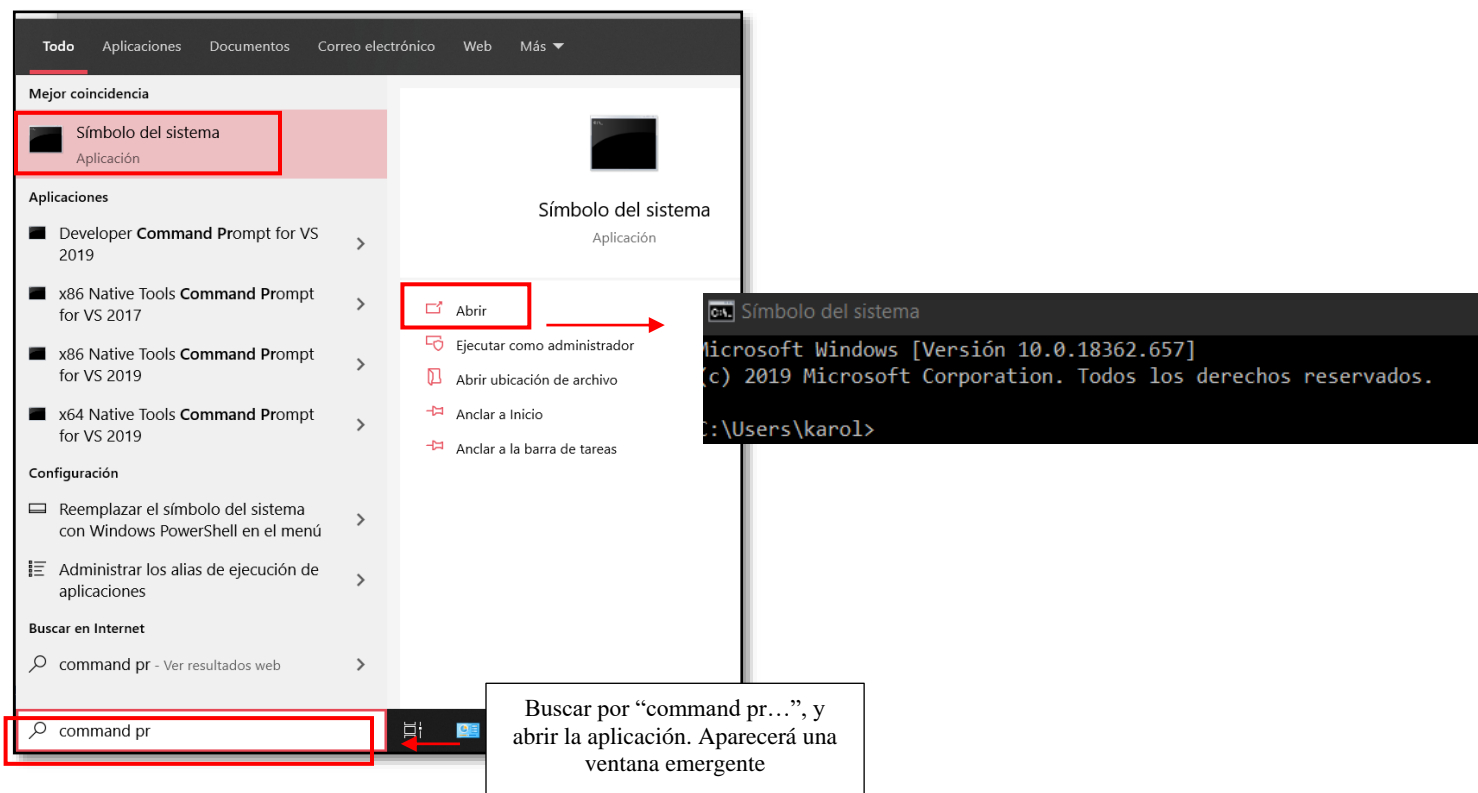 Todo Aplicaciones Documentos Correo electrónico Web Más
Mejor coincidencia
Símbolo del sistema
Aplicación
Aplicaciones
Developer Command Prompt for VS
2019
x86 Native Tools Command Prompt
for VS 2017
x86 Native Tools Command Prompt
for VS 2019
x64 Native Tools Command Prompt
for VS 2019
Configuración
Reemplazar el símbolo del sistema
con Windows PowerShell en el menú
Administrar los alias de ejecución de
aplicaciones
Buscar en Internet
command pr - Ver resultados web
command pr
Símbolo del sistema
Aplicación
Abrir
Ejecutar como administrador
Abrir ubicación de archivo
Anclar a Inicio
Anclar a la barra de tareas
Símbolo del sistema
Microsoft Windows [Versión 10.0.18362.657]
(c) 2019 Microsoft Corporation. Todos los derechos reservados.
C:\Users\karol>
Buscar por “command pr…”, y
abrir la aplicación. Aparecerá una
ventana emergente